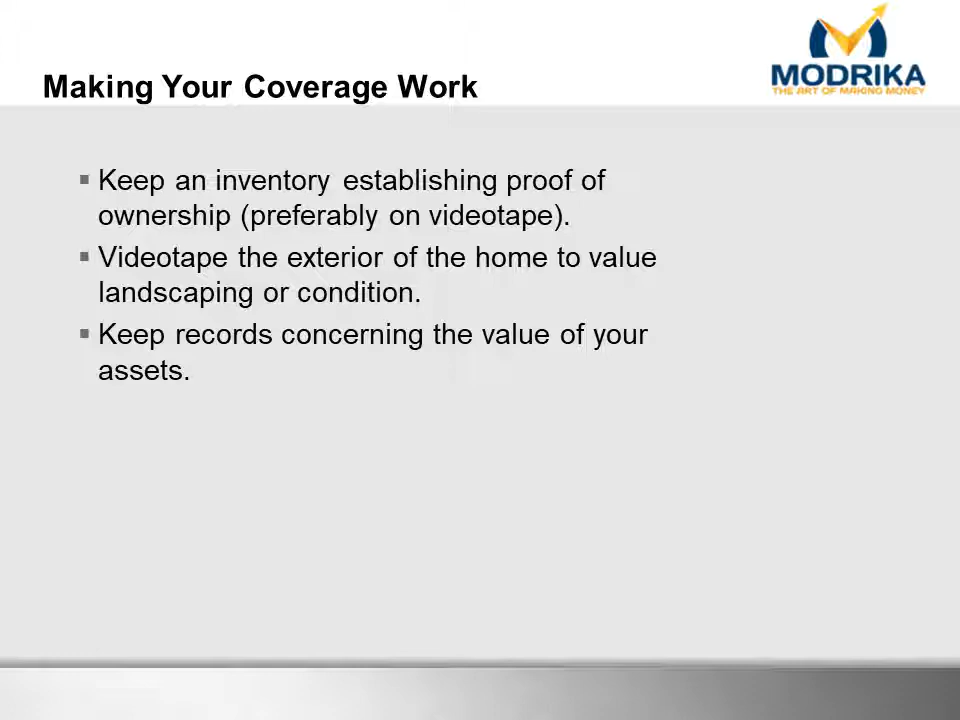 Making Your Coverage Work
MODRIKA
THE ART OF MAKING MONEY
Keep an inventory establishing proof of
ownership (preferably on videotape).
Videotape the exterior of the home to value
landscaping or condition.
Keep records concerning the value of your
assets.